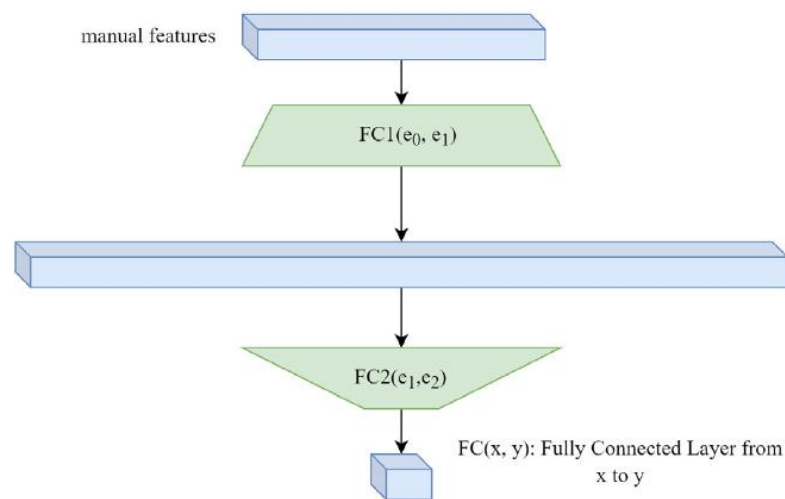 manual features
FC1(e₀, e₁)
FC2(e₁,e₂)
FC(x, y): Fully Connected Layer from
x to y